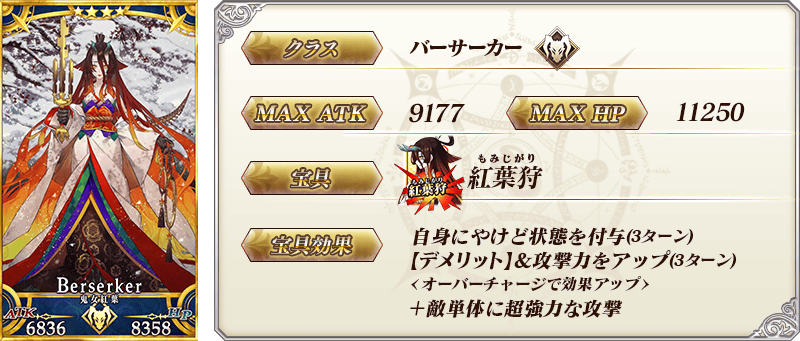 Berserker
鬼女紅葉
ATK HP
6836 8358
クラス バーサーカー
MAX ATK 9177 MAX HP 11250
もみじがり
宝具 紅葉狩
もみじがり
紅葉狩
宝具効果 自身にやけど状態を付与(3ターン)
【デメリット】&攻撃力をアップ(3ターン)
<オーバーチャージで効果アップ>
+敵単体に超強力な攻撃